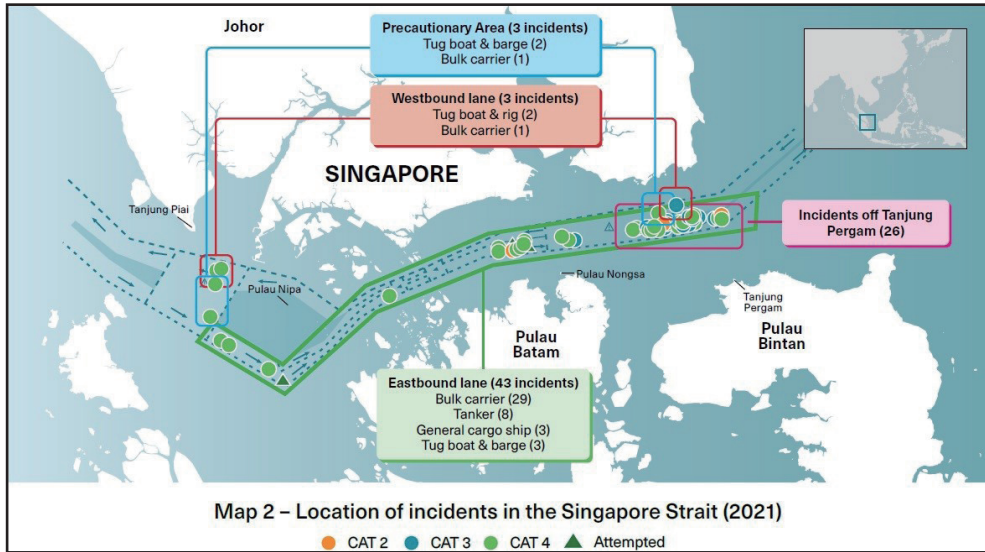 Johor
Precautionary Area (3 incidents)
Tug boat & barge (2)
Bulk carrier (1)
Westbound lane (3 incidents)
Tug boat & rig (2)
Bulk carrier (1)
SINGAPORE
Tanjung Piai
Incidents off Tanjung
Pergam (26)
Pulau Nipa
Pulau Nongsa
Tanjung
Pergam
Pulau
Batam
Pulau
Bintan
Eastbound lane (43 incidents)
Bulk carrier (29)
Tanker (8)
General cargo ship (3)
Tug boat & barge (3)
Map 2 – Location of incidents in the Singapore Strait (2021)
CAT 2 CAT 3 CAT 4 Attempted